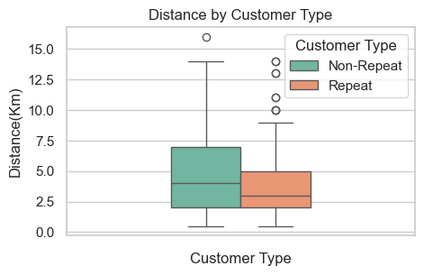 Distance by Customer Type
Customer Type
Non-Repeat
Repeat
Distance(Km)
15.0
12.5
10.0
7.5
5.0
2.5
0.0
Customer Type